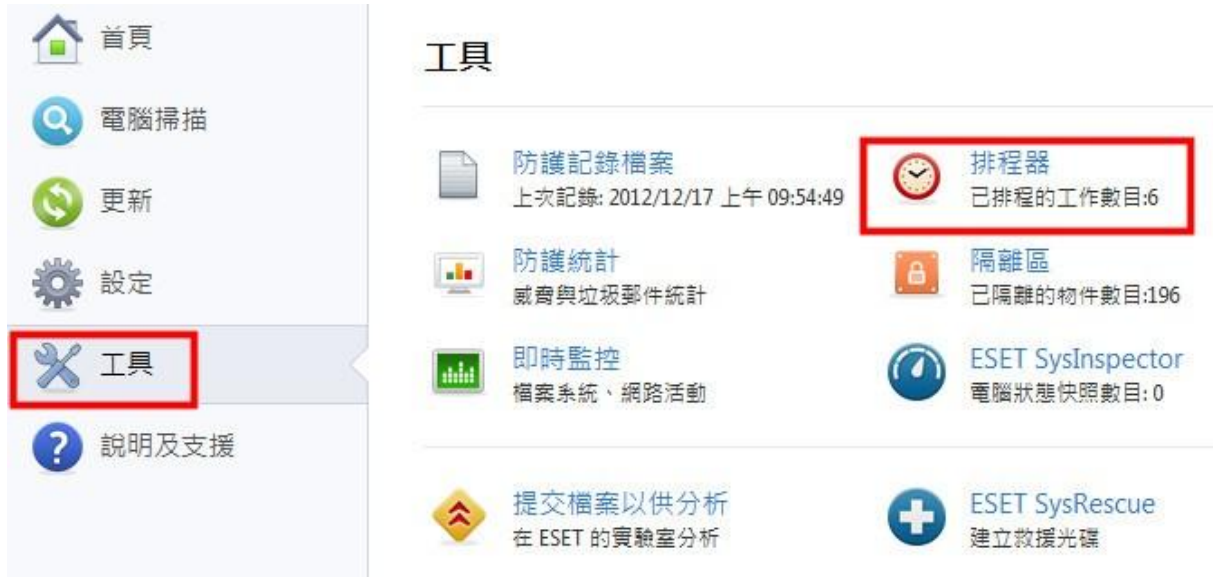 首頁
電腦掃描
更新
設定
工具
說明及支援
工具
防護記錄檔案
上次記錄: 2012/12/17 上午 09:54:49
排程器
已排程的工作數目:6
防護統計
威脅與垃圾郵件統計
隔離區
已隔離的物件數目:196
即時監控
檔案系統、網路活動
ESET SysInspector
電腦狀態快照數目: 0
提交檔案以供分析
在 ESET 的實驗室分析
ESET SysRescue
建立救援光碟